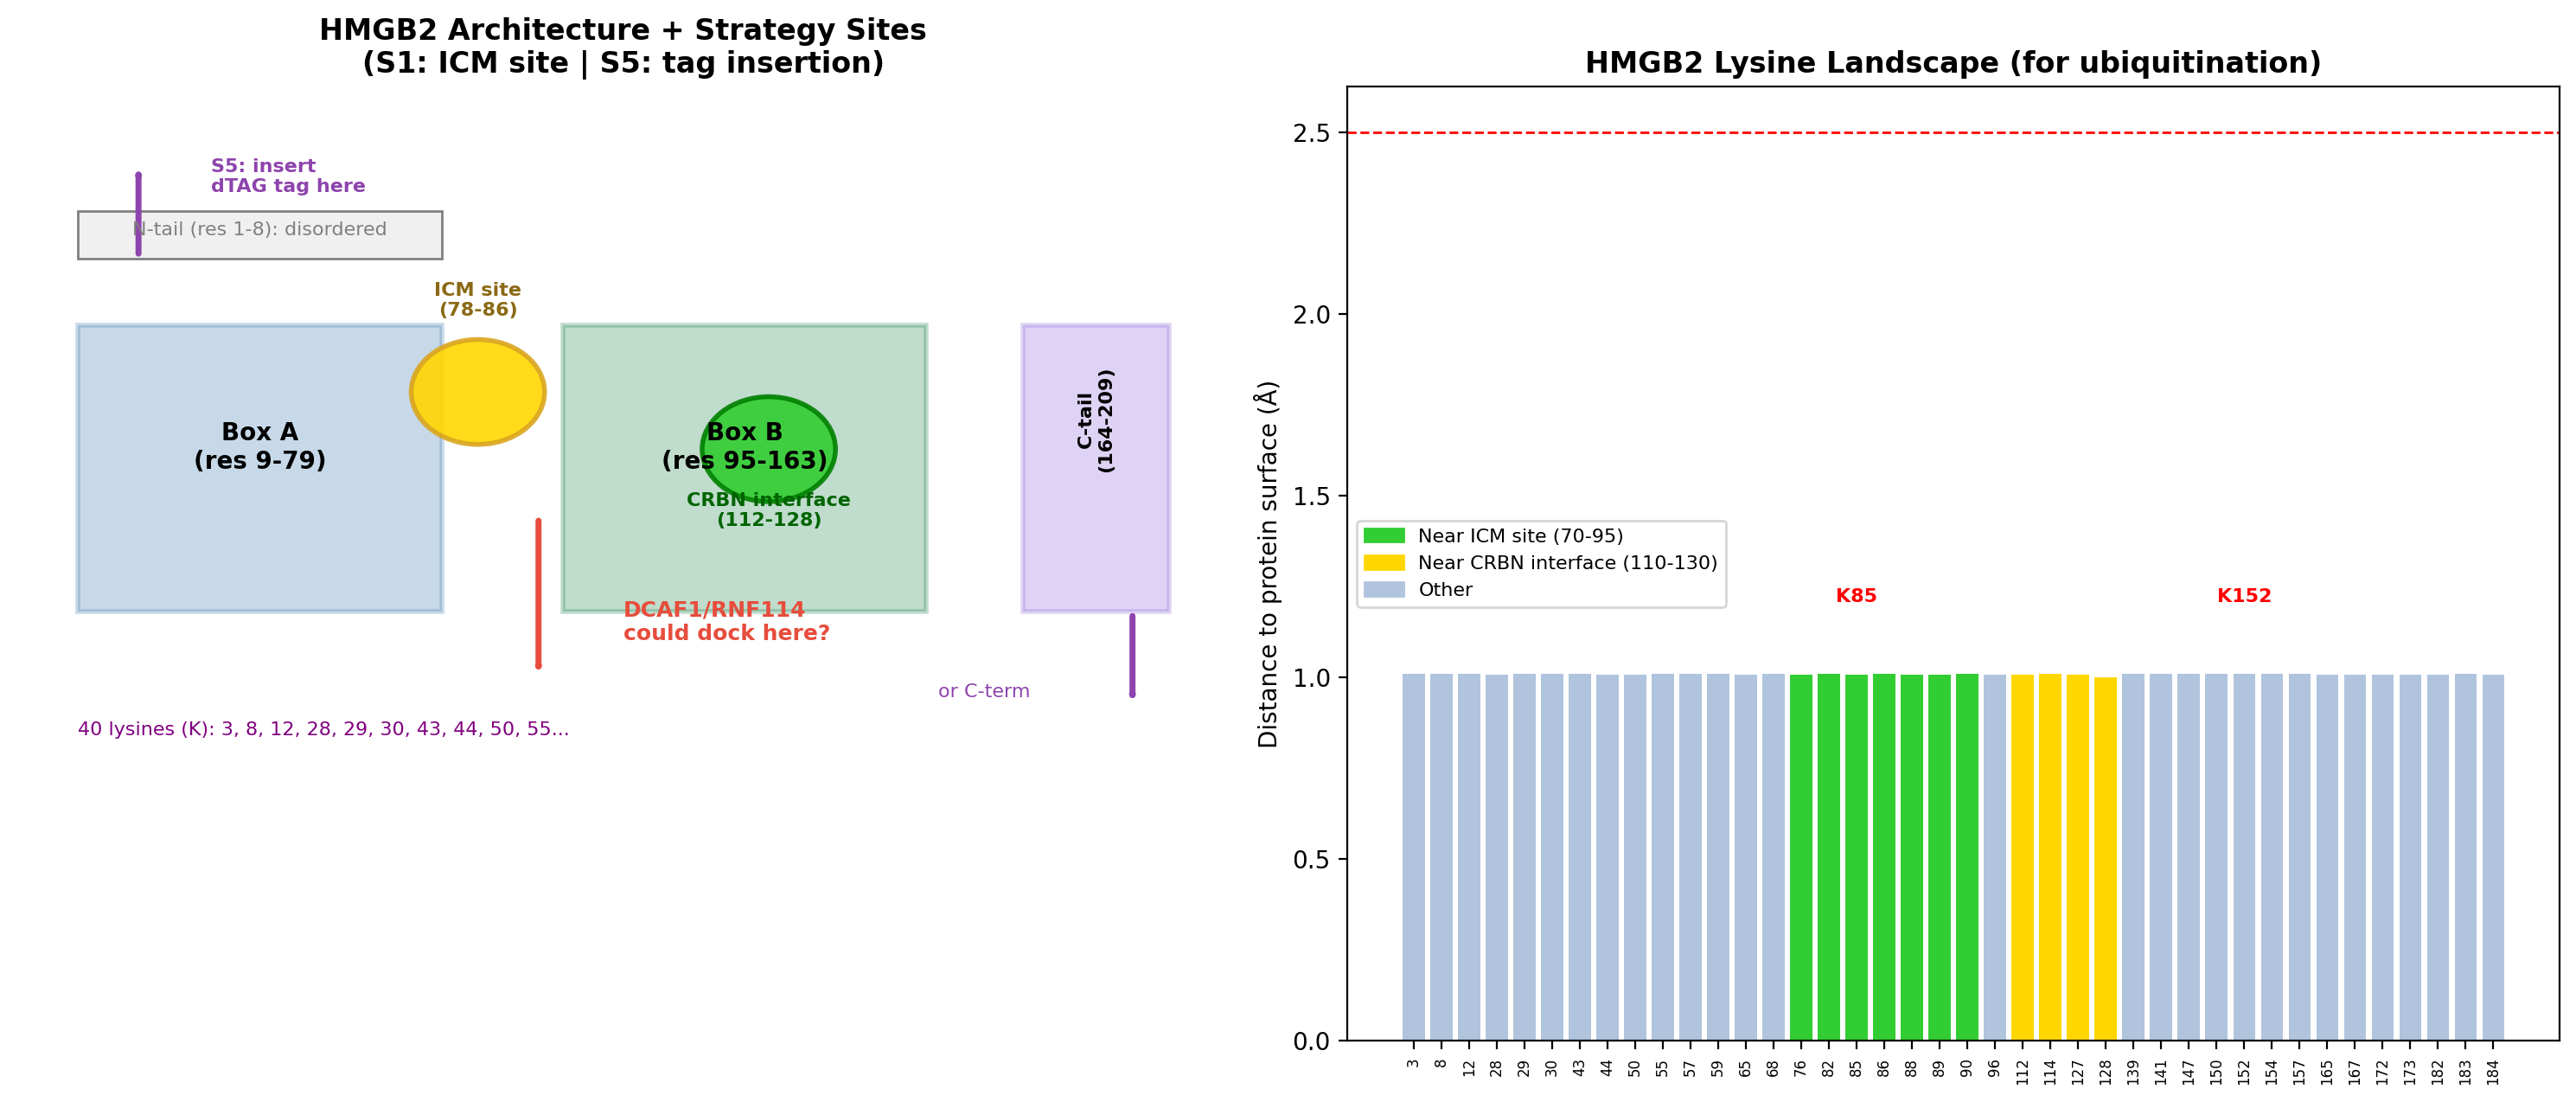 HMGB2 Architecture + Strategy Sites
(S1: ICM site | S5: tag insertion)
S5: insert
dTAG tag here
N-tail (res 1-8): disordered
ICM site
(78-86)
Box A
(res 9-79)
Box B
(res 95-163)
CRBN interface
(112-128)
C-tail
(164-209)
DCAF1/RNF114
could dock here?
or C-term
40 lysines (K): 3, 8, 12, 28, 29, 30, 43, 44, 50, 55...
HMGB2 Lysine Landscape (for ubiquitination)
Distance to protein surface (Å)
2.5
2.0
1.5
1.0
0.5
0.0
Near ICM site (70-95)
Near CRBN interface (110-130)
Other
K85
K152
3 8 12 28 29 30 43 44 50 55 57 59 65 68 76 82 85 86 88 89 90 96 112 114 127 128 139 141 147 150 152 154 157 165 167 172 173 182 183 184